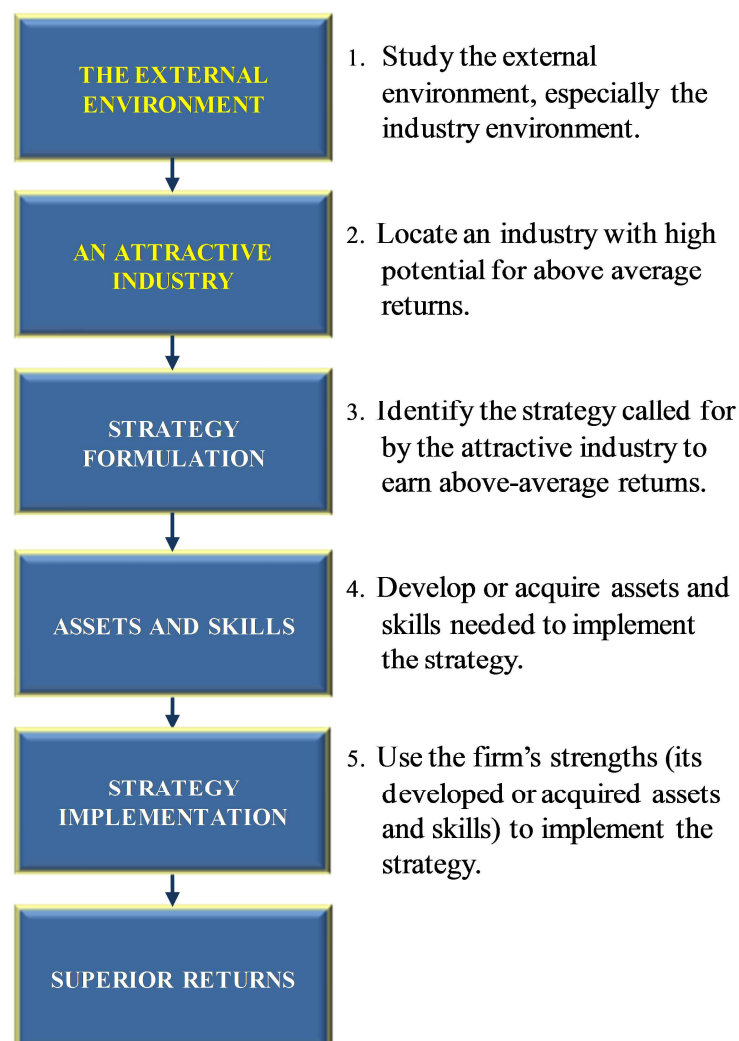 THE EXTERNAL
ENVIRONMENT
1. Study the external
environment, especially the
industry environment.
AN ATTRACTIVE
INDUSTRY
2. Locate an industry with high
potential for above average
returns.
STRATEGY
FORMULATION
3. Identify the strategy called for
by the attractive industry to
earn above-average returns.
ASSETS AND SKILLS
4. Develop or acquire assets and
skills needed to implement
the strategy.
STRATEGY
IMPLEMENTATION
5. Use the firm’s strengths (its
developed or acquired assets
and skills) to implement the
strategy.
SUPERIOR RETURNS